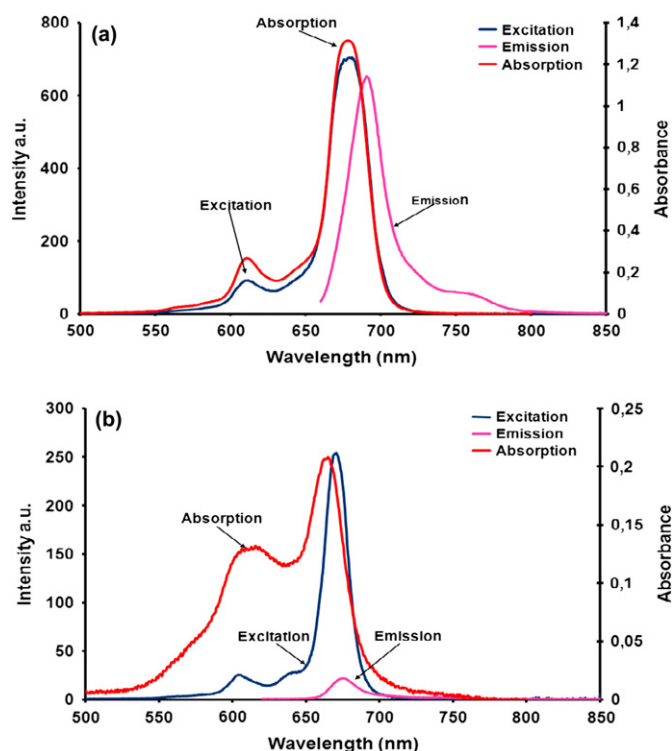 (a)
800
600
400
200
0
Intensity a.u.
Absorption
Excitation
Emission
Excitation
Emission
Absorption
1,4
1,2
1
0,8
0,6
0,4
0,2
0
Absorbance
500 550 600 650 700 750 800 850
Wavelength (nm)
(b)
300
250
200
150
100
50
0
Intensity a.u.
Absorption
Excitation
Emission
Excitation
Emission
Absorption
0,25
0,2
0,15
0,1
0,05
0
Absorbance
500 550 600 650 700 750 800 850
Wavelength (nm)